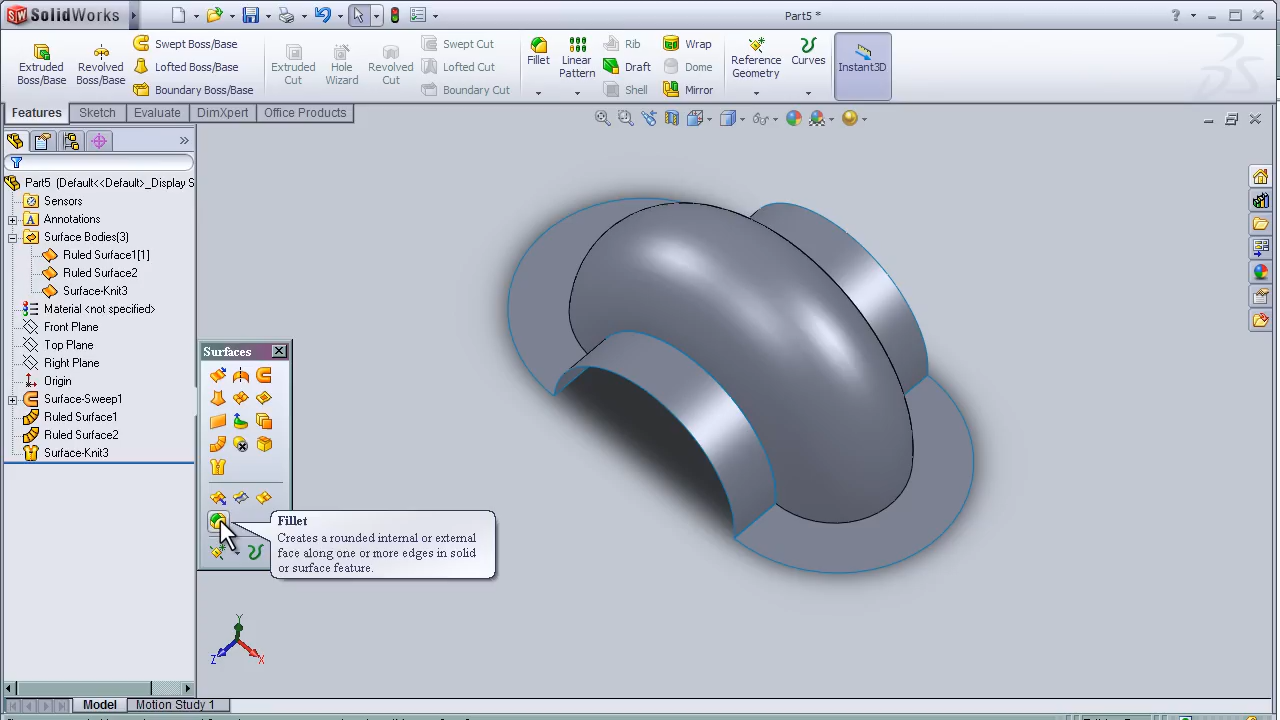 SW SolidWorks
Part5 *
Extruded Boss/Base
Revolved Boss/Base
Swept Boss/Base
Lofted Boss/Base
Boundary Boss/Base
Extruded Cut
Hole Wizard
Revolved Cut
Swept Cut
Lofted Cut
Boundary Cut
Fillet
Linear Pattern
Rib
Draft
Shell
Wrap
Dome
Mirror
Reference Geometry
Curves
Instant3D
Features
Sketch
Evaluate
DimXpert
Office Products
Part5 (Default<<Default>_Display S
Sensors
Annotations
Surface Bodies(3)
Ruled Surface1[1]
Ruled Surface2
Surface-Knit3
Material <not specified>
Front Plane
Top Plane
Right Plane
Origin
Surface-Sweep1
Ruled Surface1
Ruled Surface2
Surface-Knit3
Surfaces
Fillet
Creates a rounded internal or external
face along one or more edges in solid
or surface feature.
Y
Z
X
Model
Motion Study 1